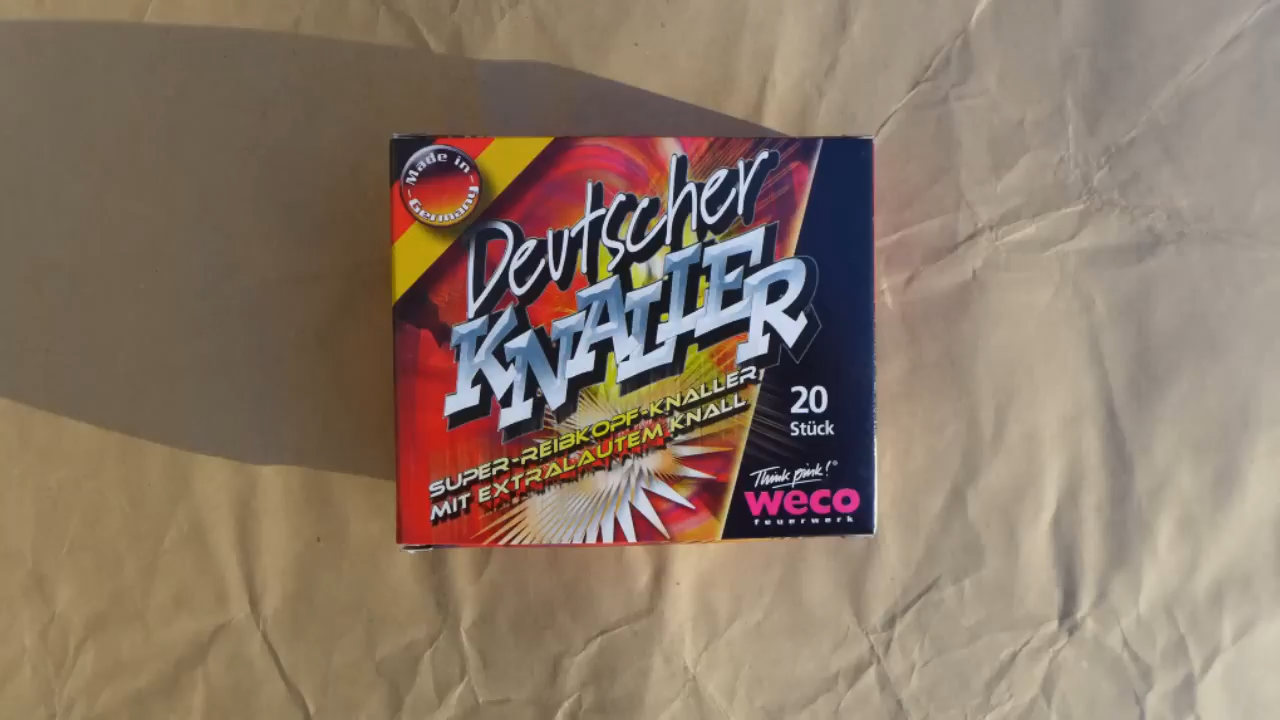 Made in
Germany
Deutscher
KNALLER
SUPER-REIBKOPF-KNALLER
MIT EXTRALAUTEM KNALL
20
Stück
Think pink!®
weco
feuerwerk